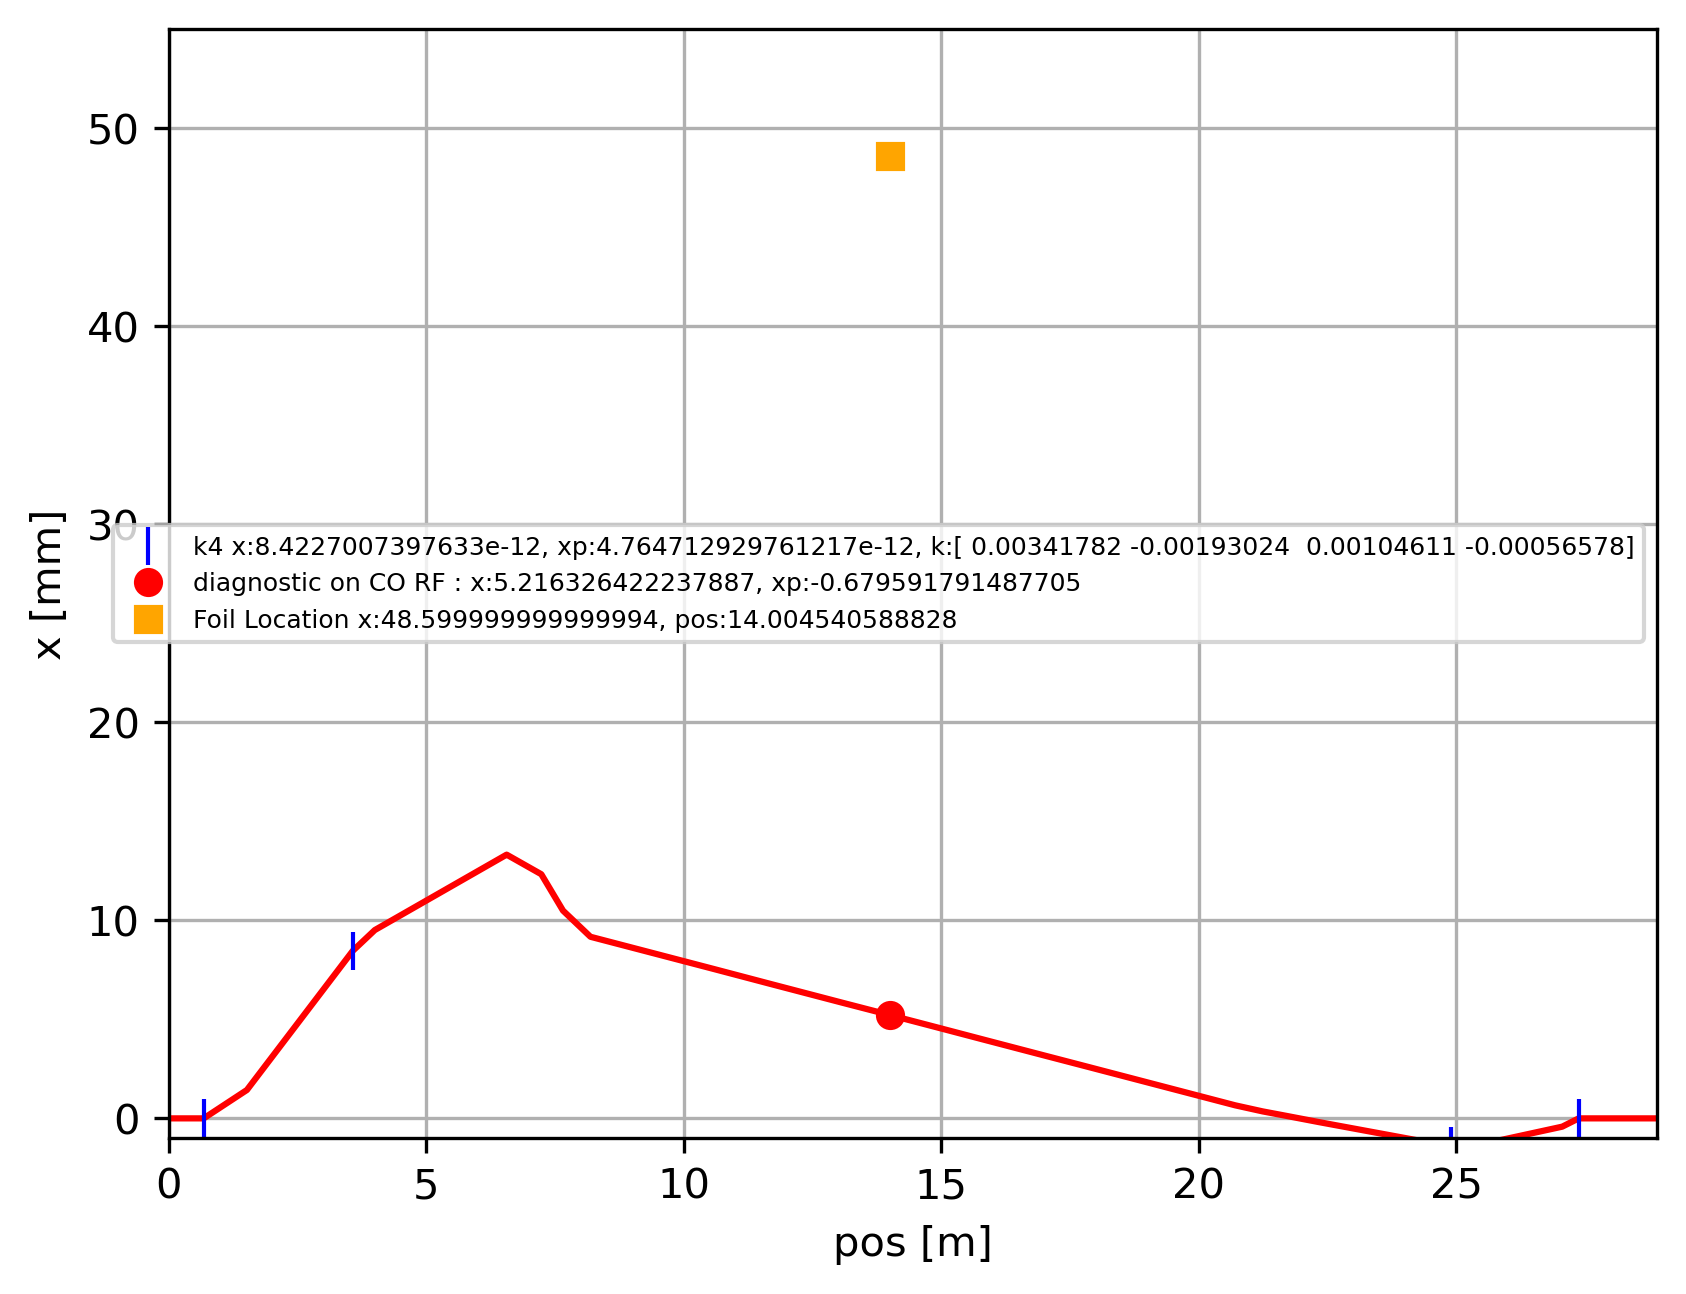 50
40
30
k4 x:8.4227007397633e-12, xp:4.764712929761217e-12, k:[ 0.00341782 -0.00193024  0.00104611 -0.00056578]
diagnostic on CO RF : x:5.216326422237887, xp:-0.679591791487705
Foil Location x:48.599999999999994, pos:14.004540588828
x [mm]
20
10
0
0 5 10 15 20 25
pos [m]